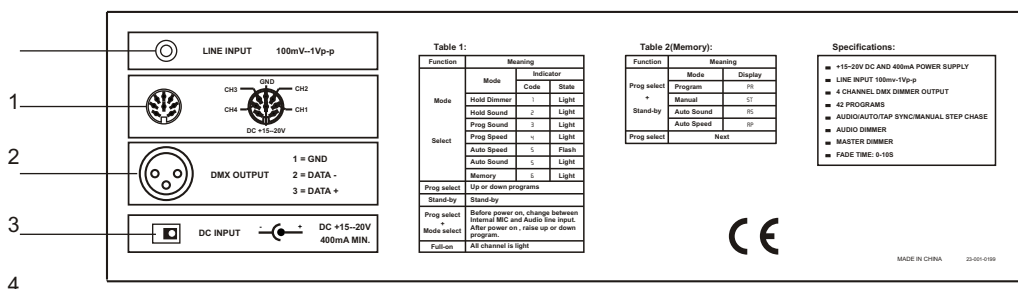 1
2
3
4
LINE INPUT 100mV--1Vp-p
GND
CH3 CH2
CH4 CH1
DC +15--20V
DMX OUTPUT
1 = GND
2 = DATA -
3 = DATA +
DC INPUT - + DC +15--20V
400mA MIN.
Table 1:
Function Meaning
Mode Select
Mode Indicator
Code State
Hold Dimmer 1 Light
Hold Sound 2 Light
Prog Sound 3 Light
Prog Speed 4 Light
Auto Speed 5 Flash
Auto Sound 5 Light
Memory 6 Light
Prog select Up or down programs
Stand-by Stand-by
Prog select + Mode select
Before power on, change between
Internal MIC and Audio line input.
After power on , raise up or down
program.
Full-on All channel is light
Table 2(Memory):
Function Meaning
Prog select + Stand-by
Mode Display
Program PR
Manual ST
Auto Sound RS
Auto Speed RP
Prog select Next
Specifications:
+15~20V DC AND 400mA POWER SUPPLY
LINE INPUT 100mv-1Vp-p
4 CHANNEL DMX DIMMER OUTPUT
42 PROGRAMS
AUDIO/AUTO/TAP SYNC/MANUAL STEP CHASE
AUDIO DIMMER
MASTER DIMMER
FADE TIME: 0-10S
CE
MADE IN CHINA 23-001-0199